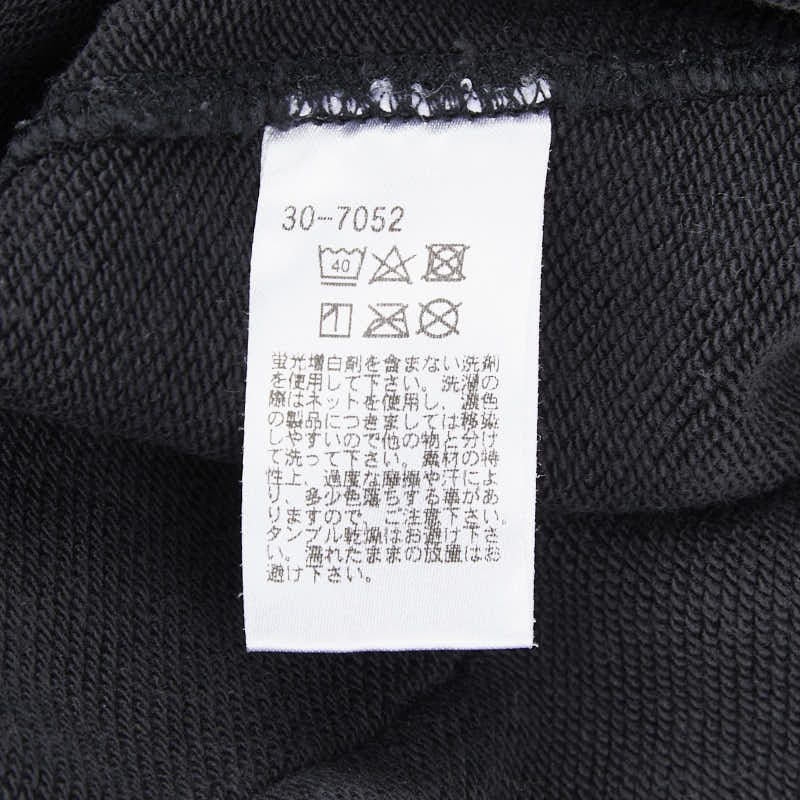 30-7052
40
蛍光増白剤を含まない洗剤
を使用して下さい。洗濯の
際はネットを使用し、濃色
の製品につきましては移染
しやすいので他の物と分け
て洗って下さい。素材の特
性上、過度な摩擦や汗によ
り、多少色落ちする事があ
りますのでご注意下さい。
タンブル乾燥はお避け下さ
い。濡れたままの放置はお
避け下さい。